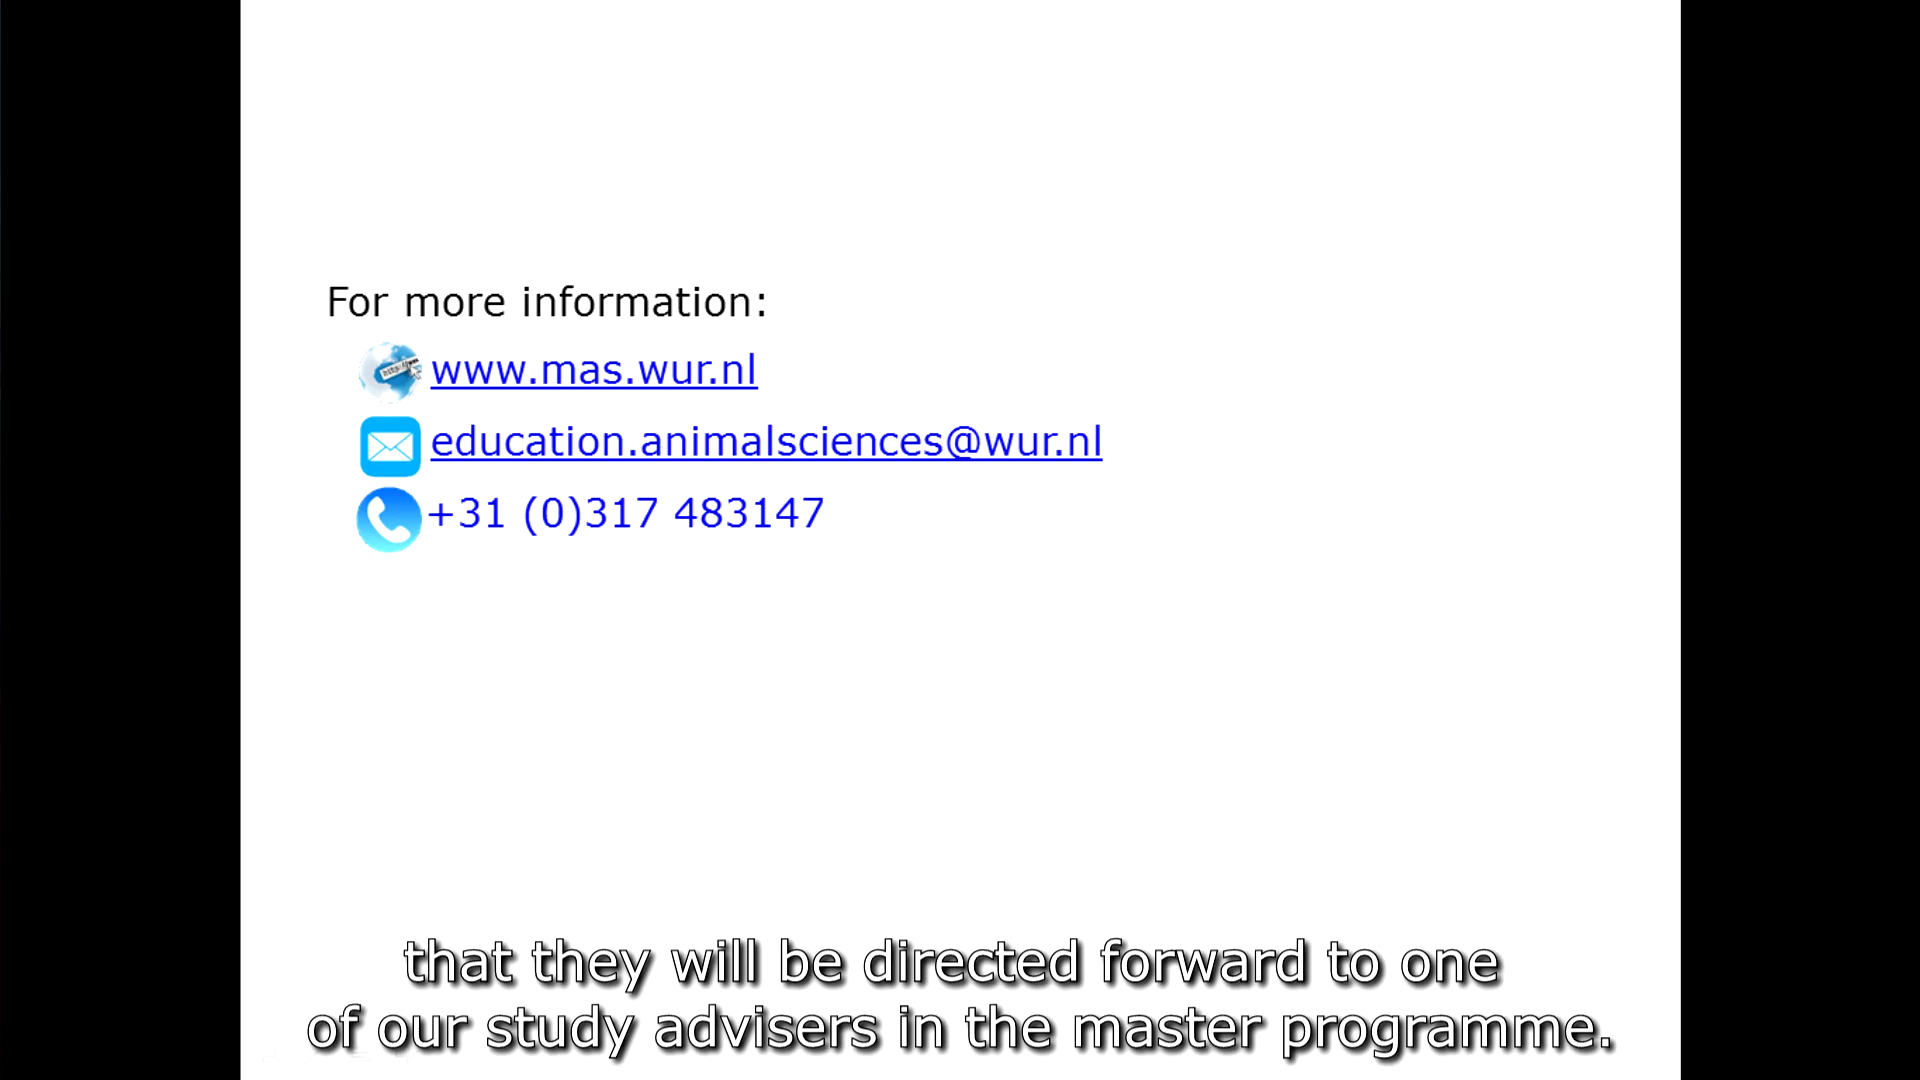 For more information:
www.mas.wur.nl
education.animalsciences@wur.nl
+31 (0)317 483147
that they will be directed forward to one
of our study advisers in the master programme.